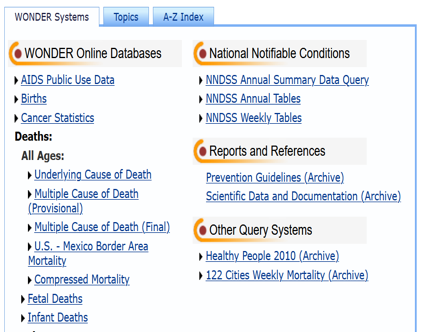 WONDER Systems
Topics
A-Z Index
WONDER Online Databases
AIDS Public Use Data
Births
Cancer Statistics
Deaths:
All Ages:
Underlying Cause of Death
Multiple Cause of Death
(Provisional)
Multiple Cause of Death (Final)
U.S. - Mexico Border Area
Mortality
Compressed Mortality
Fetal Deaths
Infant Deaths
National Notifiable Conditions
NNDSS Annual Summary Data Query
NNDSS Annual Tables
NNDSS Weekly Tables
Reports and References
Prevention Guidelines (Archive)
Scientific Data and Documentation (Archive)
Other Query Systems
Healthy People 2010 (Archive)
122 Cities Weekly Mortality (Archive)